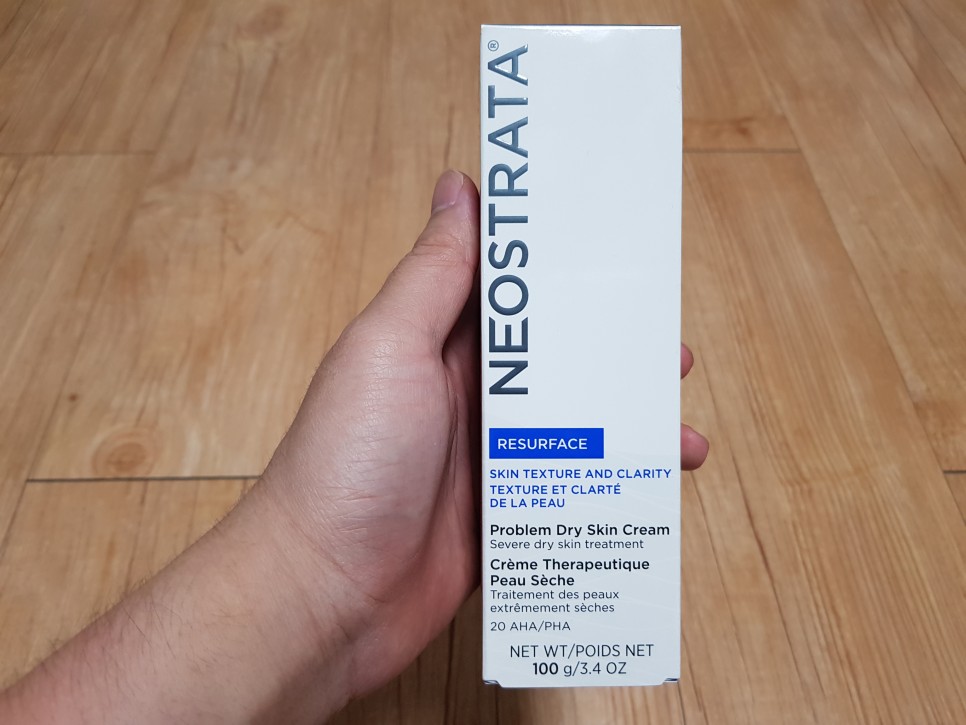 NEOSTRATA®
RESURFACE
SKIN TEXTURE AND CLARITY
TEXTURE ET CLARTÉ
DE LA PEAU
Problem Dry Skin Cream
Severe dry skin treatment
Crème Therapeutique
Peau Sèche
Traitement des peaux
extrêmement sèches
20 AHA/PHA
NET WT/POIDS NET
100 g/3.4 OZ